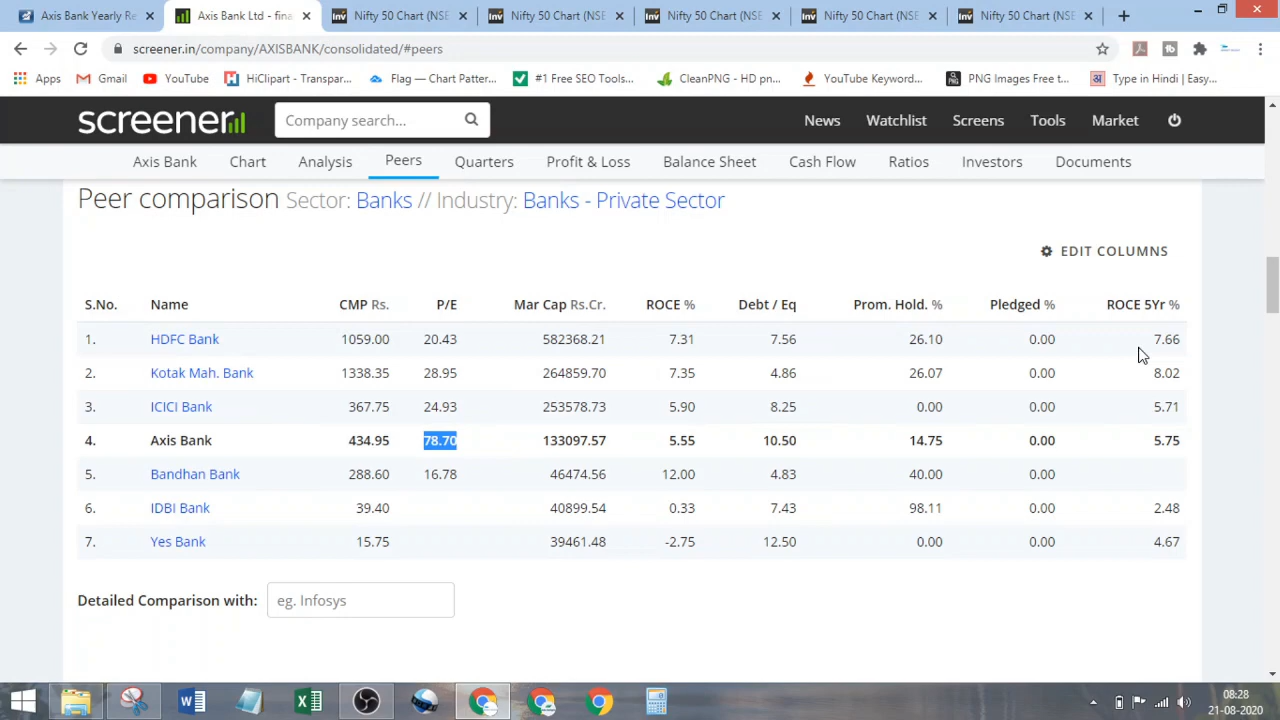 Axis Bank Yearly Re
Axis Bank Ltd - fina
Nifty 50 Chart (NSE
Nifty 50 Chart (NSE
Nifty 50 Chart (NSE
Nifty 50 Chart (NSE
Nifty 50 Chart (NSE
screener.in/company/AXISBANK/consolidated/#peers
Apps Gmail YouTube HiClipart - Transpar... Flag — Chart Patter... #1 Free SEO Tools... CleanPNG - HD pn... YouTube Keyword... PNG Images Free t... Type in Hindi | Easy...
screener Company search... News Watchlist Screens Tools Market
Axis Bank Chart Analysis Peers Quarters Profit & Loss Balance Sheet Cash Flow Ratios Investors Documents
Peer comparison Sector: Banks // Industry: Banks - Private Sector
EDIT COLUMNS
S.No. Name CMP Rs. P/E Mar Cap Rs.Cr. ROCE % Debt / Eq Prom. Hold. % Pledged % ROCE 5Yr %
1. HDFC Bank 1059.00 20.43 582368.21 7.31 7.56 26.10 0.00 7.66
2. Kotak Mah. Bank 1338.35 28.95 264859.70 7.35 4.86 26.07 0.00 8.02
3. ICICI Bank 367.75 24.93 253578.73 5.90 8.25 0.00 0.00 5.71
4. Axis Bank 434.95 78.70 133097.57 5.55 10.50 14.75 0.00 5.75
5. Bandhan Bank 288.60 16.78 46474.56 12.00 4.83 40.00 0.00
6. IDBI Bank 39.40 40899.54 0.33 7.43 98.11 0.00 2.48
7. Yes Bank 15.75 39461.48 -2.75 12.50 0.00 0.00 4.67
Detailed Comparison with: eg. Infosys
08:28
21-08-2020